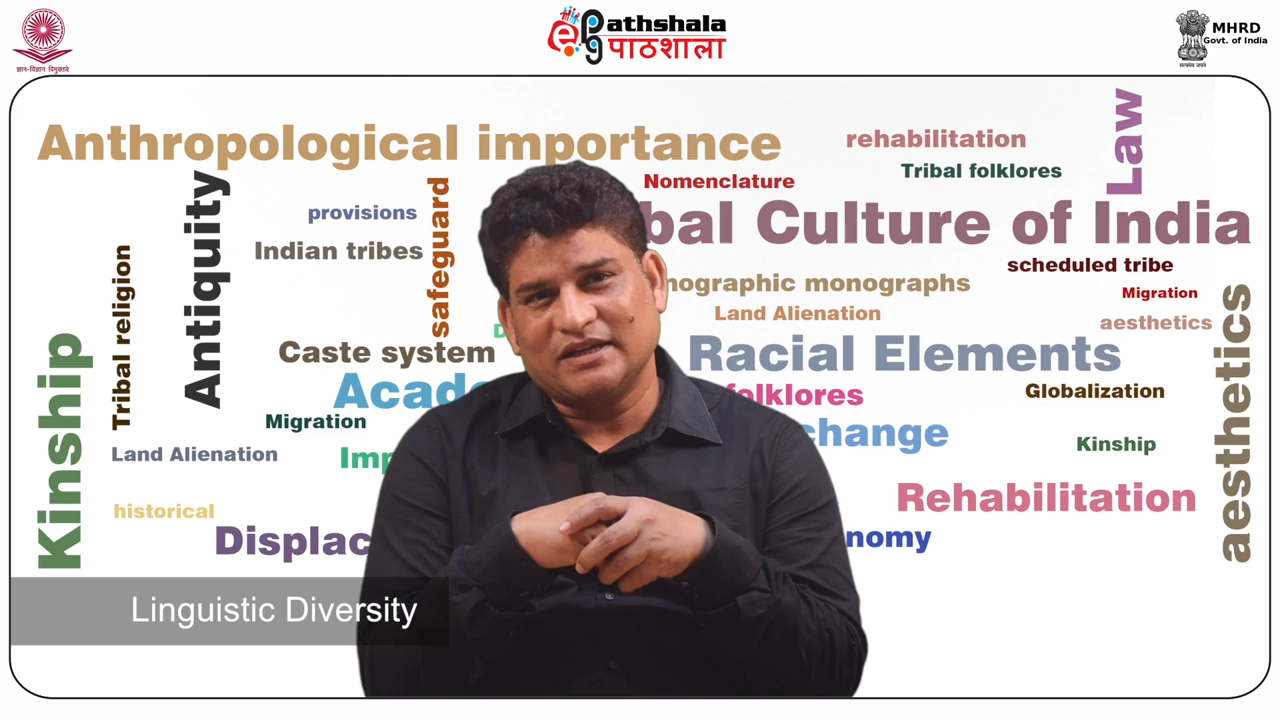 ज्ञान-विज्ञान विमुक्तये
Pathshala
पाठशाला
MHRD
Govt. of India
सत्यमेव जयते
Anthropological importance
rehabilitation
Law
Tribal folklores
Nomenclature
Antiquity
provisions
safeguard
bal Culture of India
Indian tribes
Tribal religion
scheduled tribe
nographic monographs
Migration
Land Alienation
aesthetics
aesthetics
Kinship
Caste system
Racial Elements
Acade
folklores
Globalization
Migration
change
Kinship
Land Alienation
Imp
Rehabilitation
historical
Displac
nomy
Linguistic Diversity